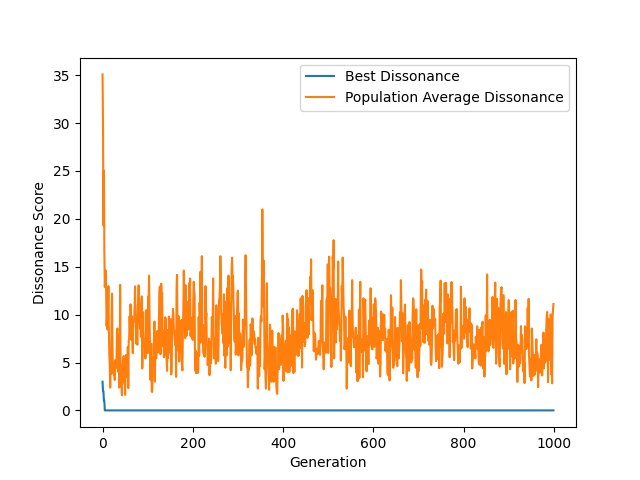 Best Dissonance
Population Average Dissonance
35
30
25
20
15
10
5
0
Dissonance Score
0 200 400 600 800 1000
Generation